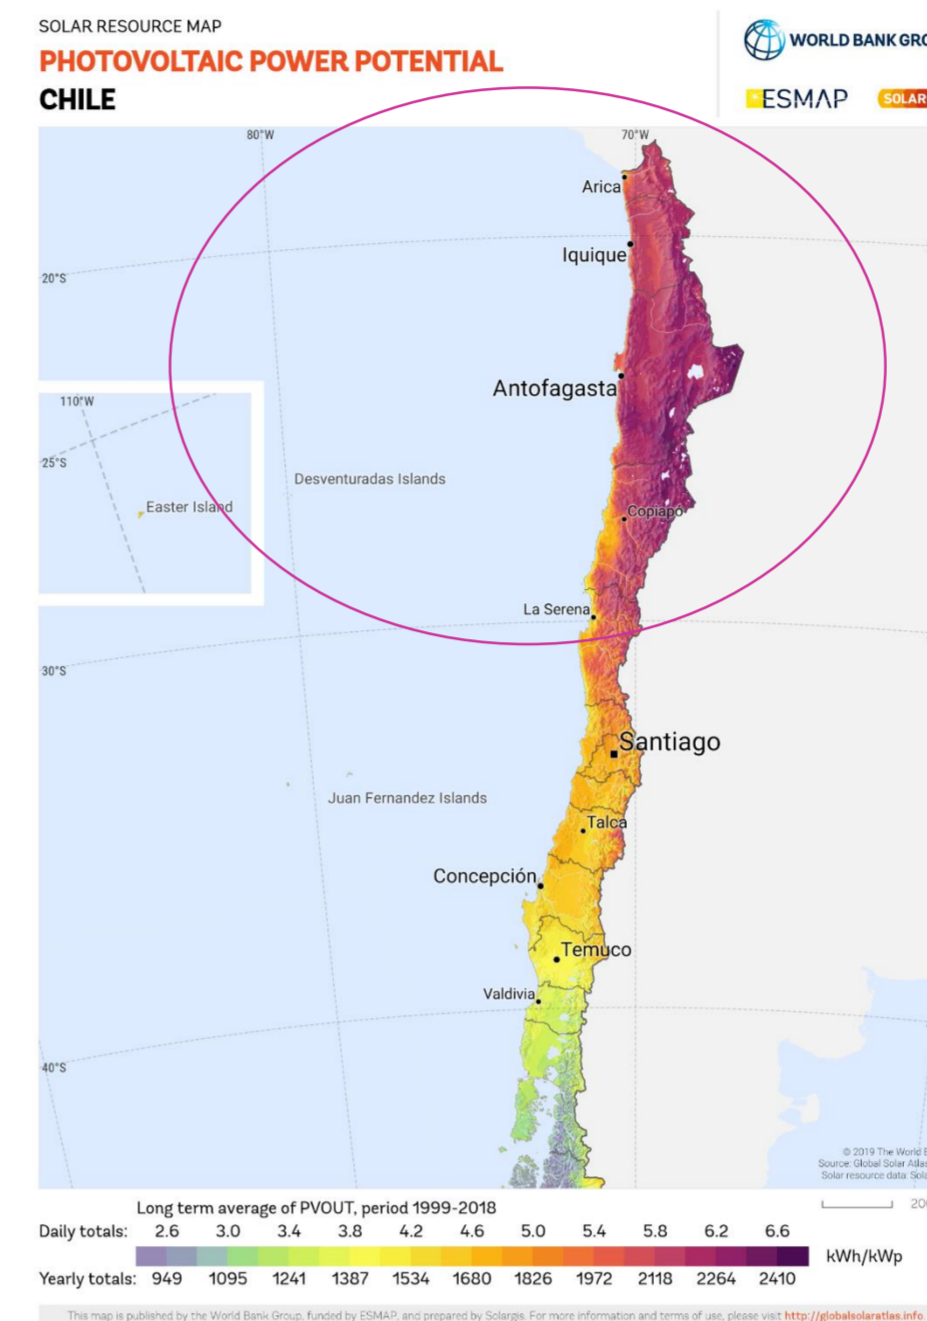 SOLAR RESOURCE MAP
PHOTOVOLTAIC POWER POTENTIAL
CHILE
WORLD BANK GRO
ESMAP
SOLAR
80°W
70°W
Arica
Iquique
20°S
Antofagasta
110°W
25°S
Desventuradas Islands
Easter Island
Copiapó
La Serena
30°S
Santiago
Juan Fernandez Islands
Talca
Concepción
Temuco
Valdivia
40°S
© 2019 The World B
Source: Global Solar Atlas
Solar resource data: Sola
200
Long term average of PVOUT, period 1999-2018
Daily totals: 2.6 3.0 3.4 3.8 4.2 4.6 5.0 5.4 5.8 6.2 6.6
kWh/kWp
Yearly totals: 949 1095 1241 1387 1534 1680 1826 1972 2118 2264 2410
This map is published by the World Bank Group, funded by ESMAP, and prepared by Solargis. For more information and terms of use, please visit http://globalsolaratlas.info